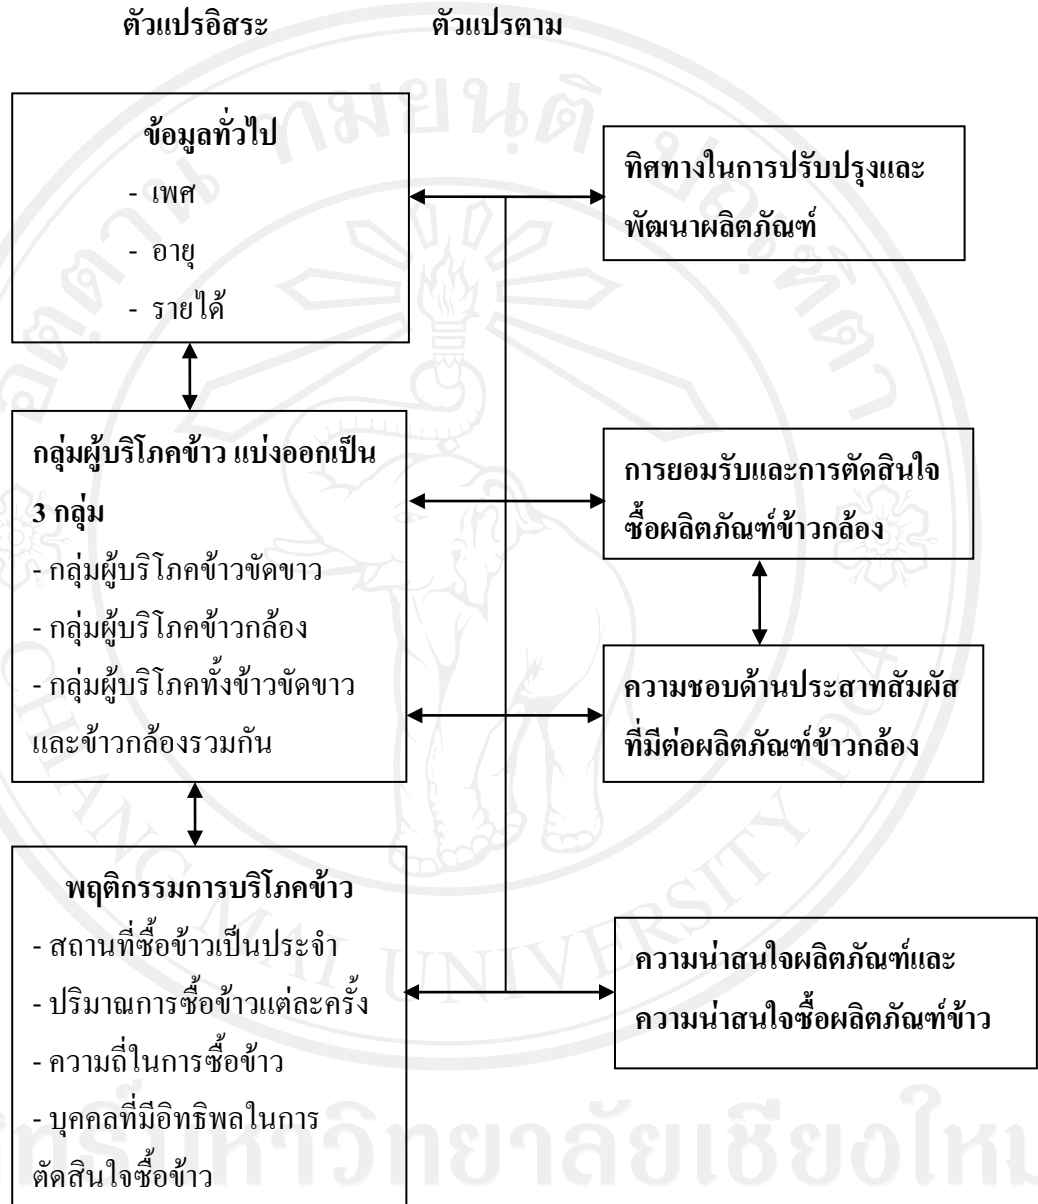 ตัวแปรอิสระ
ตัวแปรตาม
ข้อมูลทั่วไป
- เพศ
- อายุ
- รายได้
กลุ่มผู้บริโภคข้าว แบ่งออกเป็น
3 กลุ่ม
- กลุ่มผู้บริโภคข้าวขัดขาว
- กลุ่มผู้บริโภคข้าวกล้อง
- กลุ่มผู้บริโภคทั้งข้าวขัดขาว
และข้าวกล้องรวมกัน
พฤติกรรมการบริโภคข้าว
- สถานที่ซื้อข้าวเป็นประจำ
- ปริมาณการซื้อข้าวแต่ละครั้ง
- ความถี่ในการซื้อข้าว
- บุคคลที่มีอิทธิพลในการ
ตัดสินใจซื้อข้าว
ทิศทางในการปรับปรุงและ
พัฒนาผลิตภัณฑ์
การยอมรับและการตัดสินใจ
ซื้อผลิตภัณฑ์ข้าวกล้อง
ความชอบด้านประสาทสัมผัส
ที่มีต่อผลิตภัณฑ์ข้าวกล้อง
ความน่าสนใจผลิตภัณฑ์และ
ความน่าสนใจซื้อผลิตภัณฑ์ข้าว
CHIANG MAI UNIVERSITY 1964